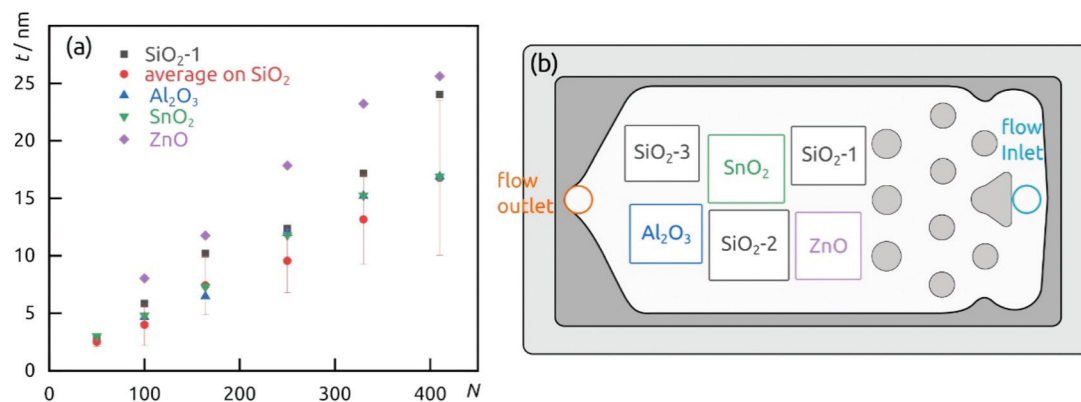 (a)
t / nm
SiO₂-1
average on SiO₂
Al₂O₃
SnO₂
ZnO
25
20
15
10
5
0
0 100 200 300 400 N
(b)
flow
outlet
SiO₂-3
SnO₂
SiO₂-1
Al₂O₃
SiO₂-2
ZnO
flow
Inlet